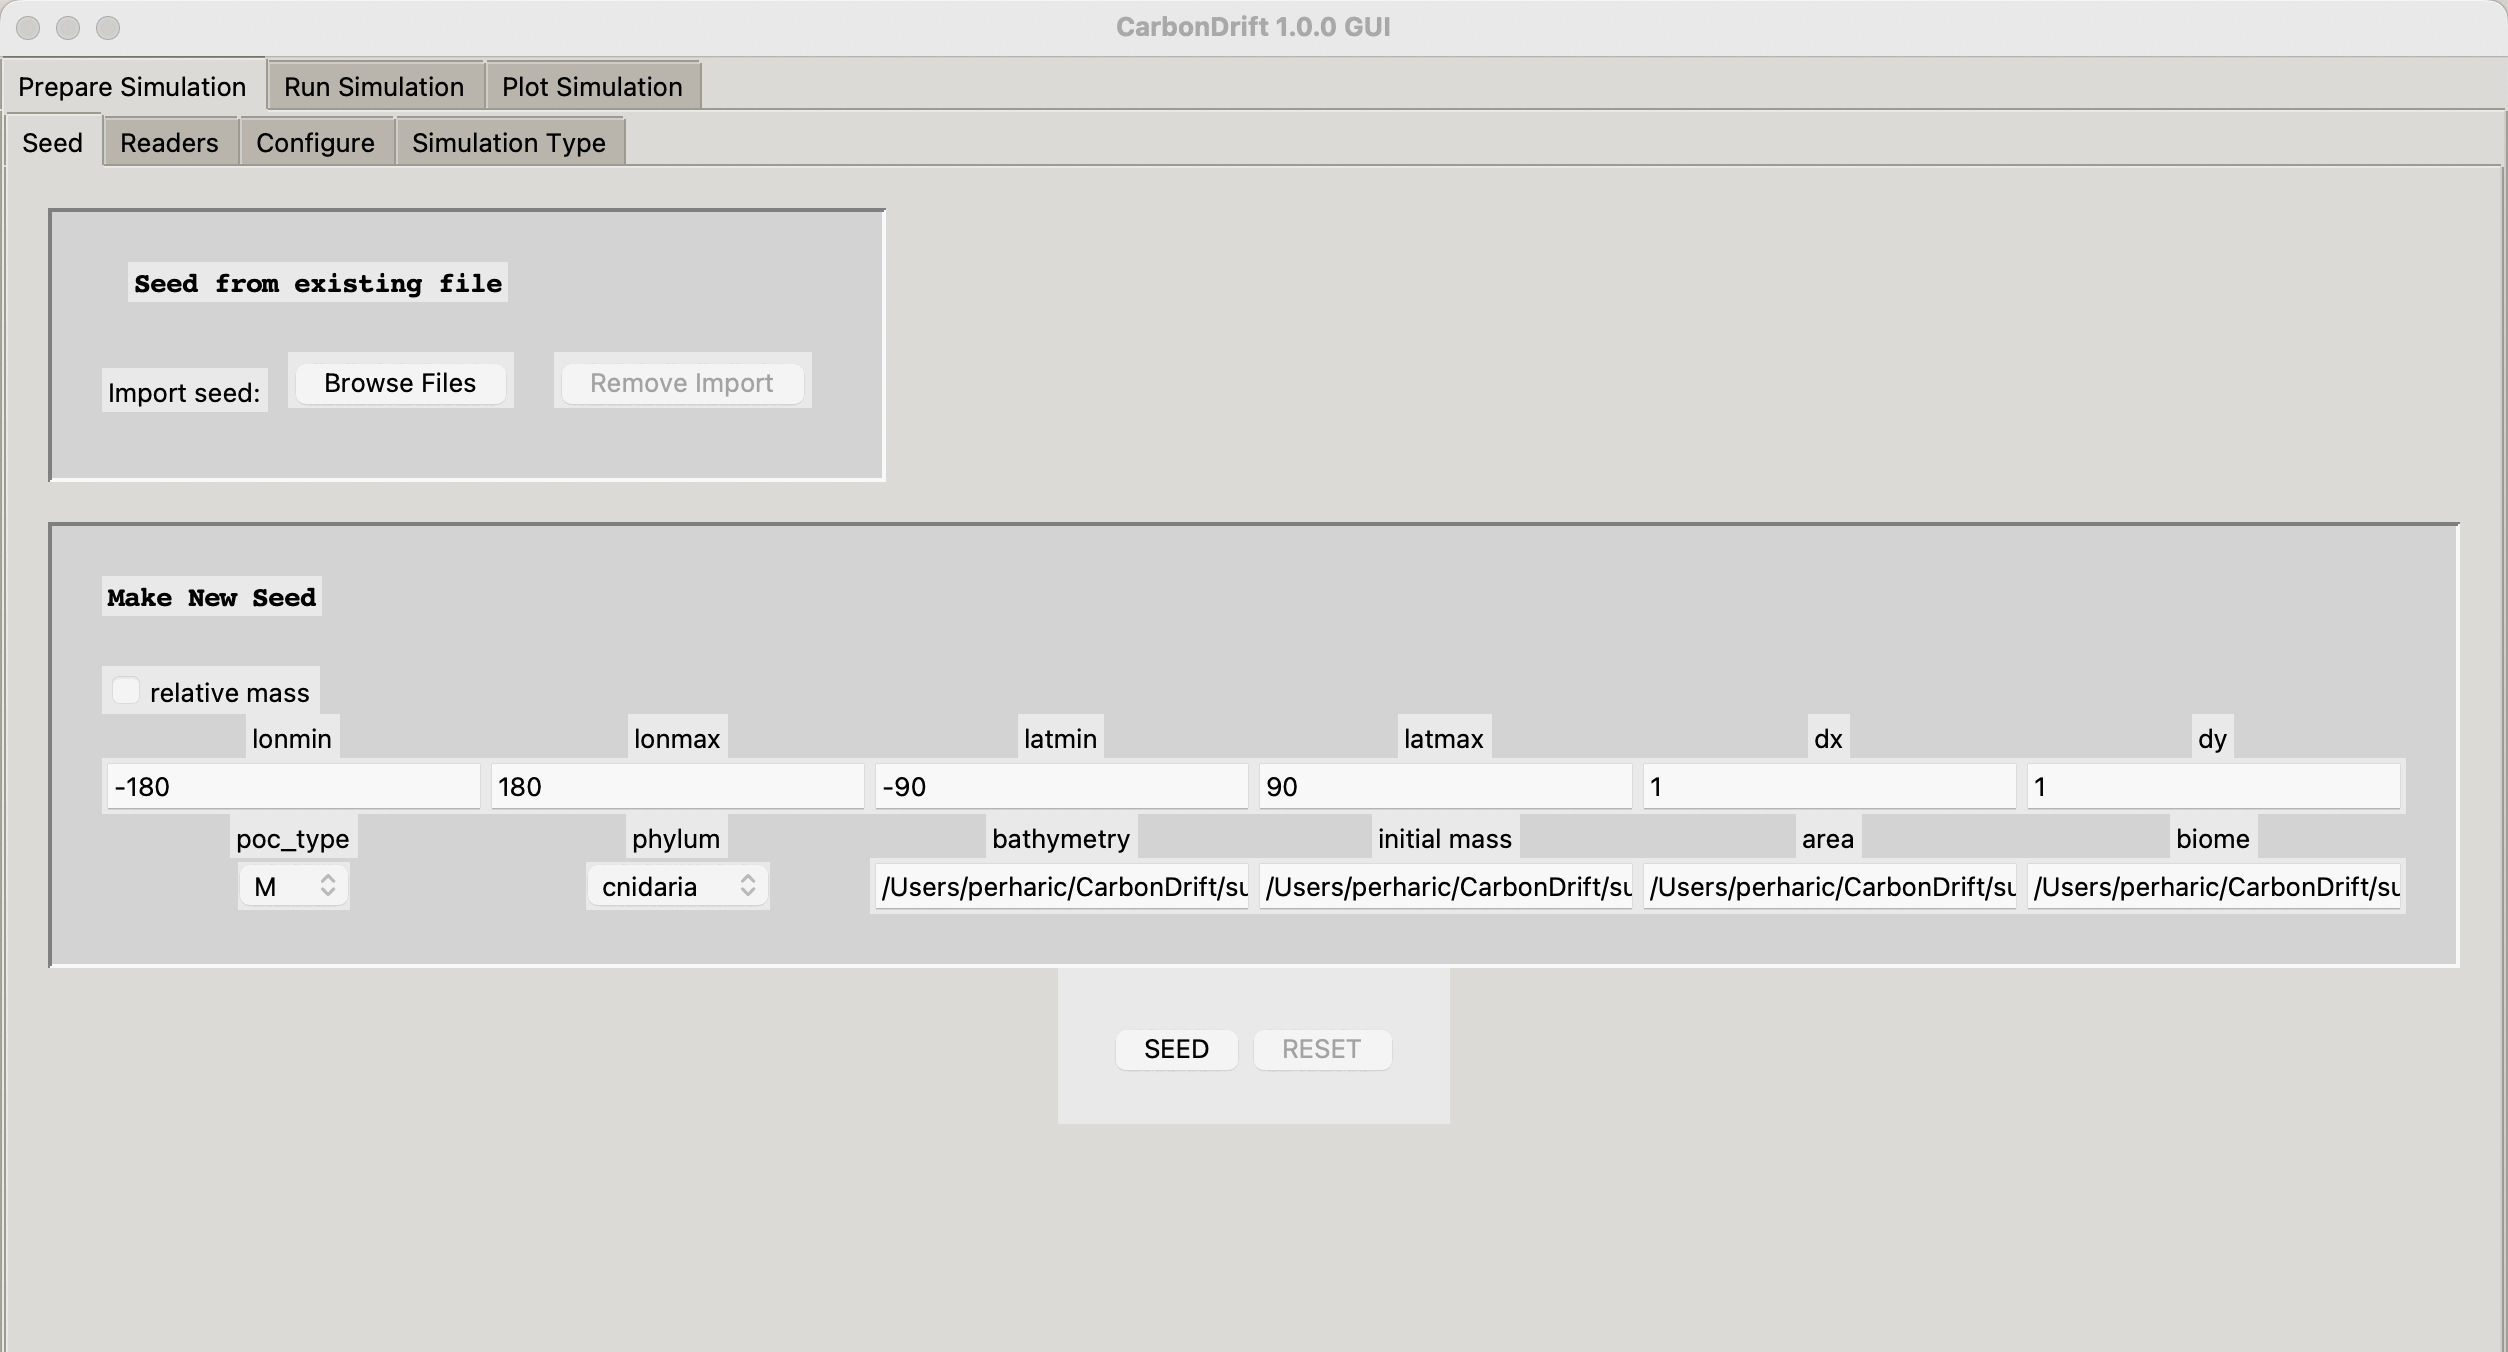 CarbonDrift 1.0.0 GUI
Prepare Simulation Run Simulation Plot Simulation
Seed Readers Configure Simulation Type
Seed from existing file
Import seed: Browse Files Remove Import
Make New Seed
relative mass
lonmin lonmax latmin latmax dx dy
-180 180 -90 90 1 1
poc_type phylum bathymetry initial mass area biome
M cnidaria /Users/perharic/CarbonDrift/su /Users/perharic/CarbonDrift/su /Users/perharic/CarbonDrift/su /Users/perharic/CarbonDrift/su
SEED RESET